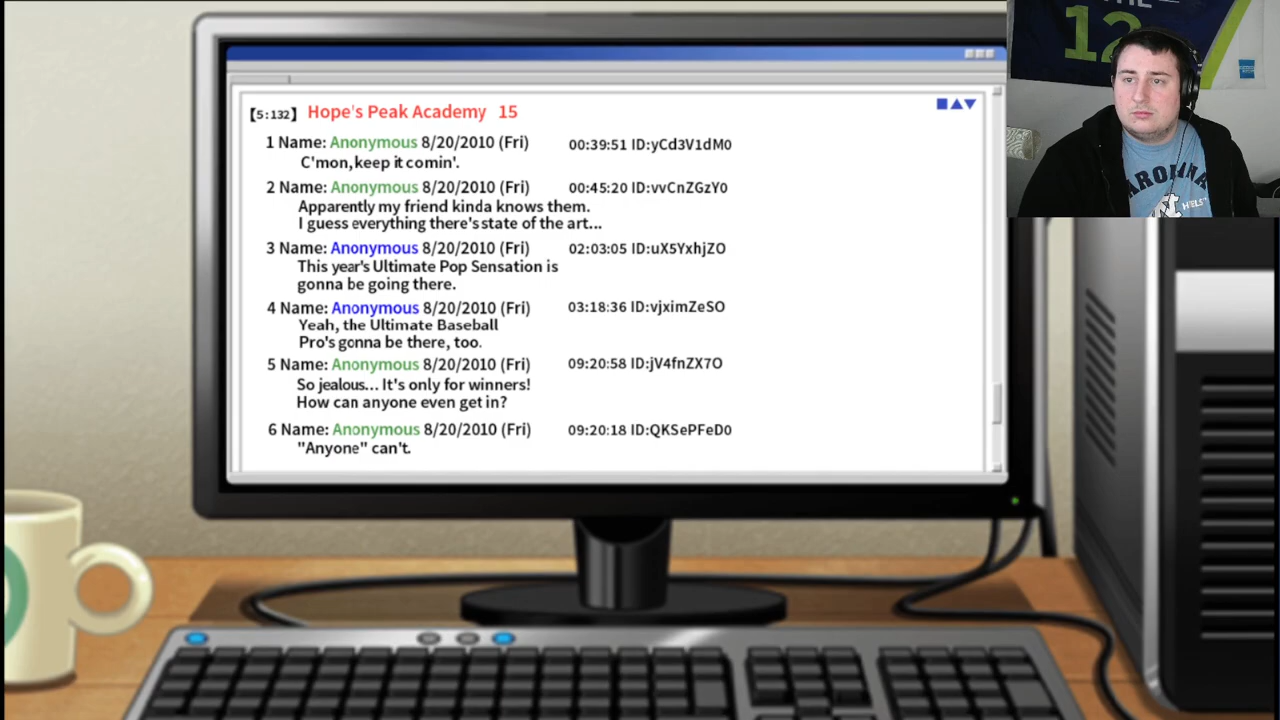 THE
12
[5:132] Hope's Peak Academy 15
1 Name: Anonymous 8/20/2010 (Fri) 00:39:51 ID:yCd3V1dM0
C'mon, keep it comin'.
2 Name: Anonymous 8/20/2010 (Fri) 00:45:20 ID:vvCnZGzY0
Apparently my friend kinda knows them.
I guess everything there's state of the art...
3 Name: Anonymous 8/20/2010 (Fri) 02:03:05 ID:uX5YxhjZO
This year's Ultimate Pop Sensation is
gonna be going there.
4 Name: Anonymous 8/20/2010 (Fri) 03:18:36 ID:vjximZeSO
Yeah, the Ultimate Baseball
Pro's gonna be there, too.
5 Name: Anonymous 8/20/2010 (Fri) 09:20:58 ID:jV4fnZX7O
So jealous... It's only for winners!
How can anyone even get in?
6 Name: Anonymous 8/20/2010 (Fri) 09:20:18 ID:QKSePFeD0
"Anyone" can't.